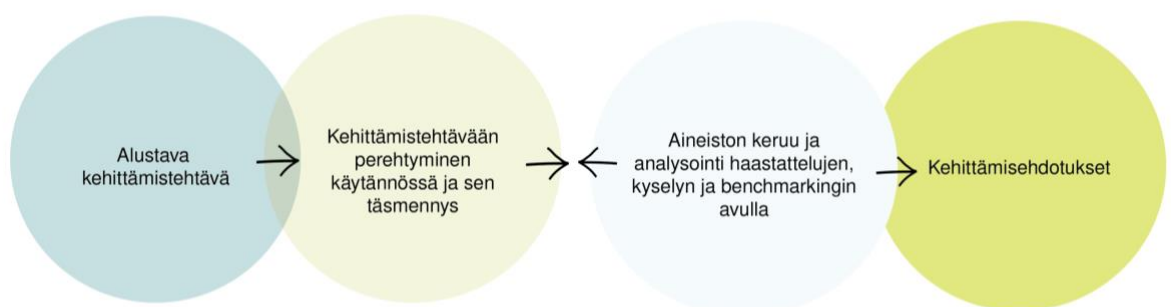 Alustava
kehittämistehtävä
Kehittämistehtävään
perehtyminen
käytännössä ja sen
täsmennys
Aineiston keruu ja
analysointi haastattelujen,
kyselyn ja benchmarkingin
avulla
Kehittämisehdotukset